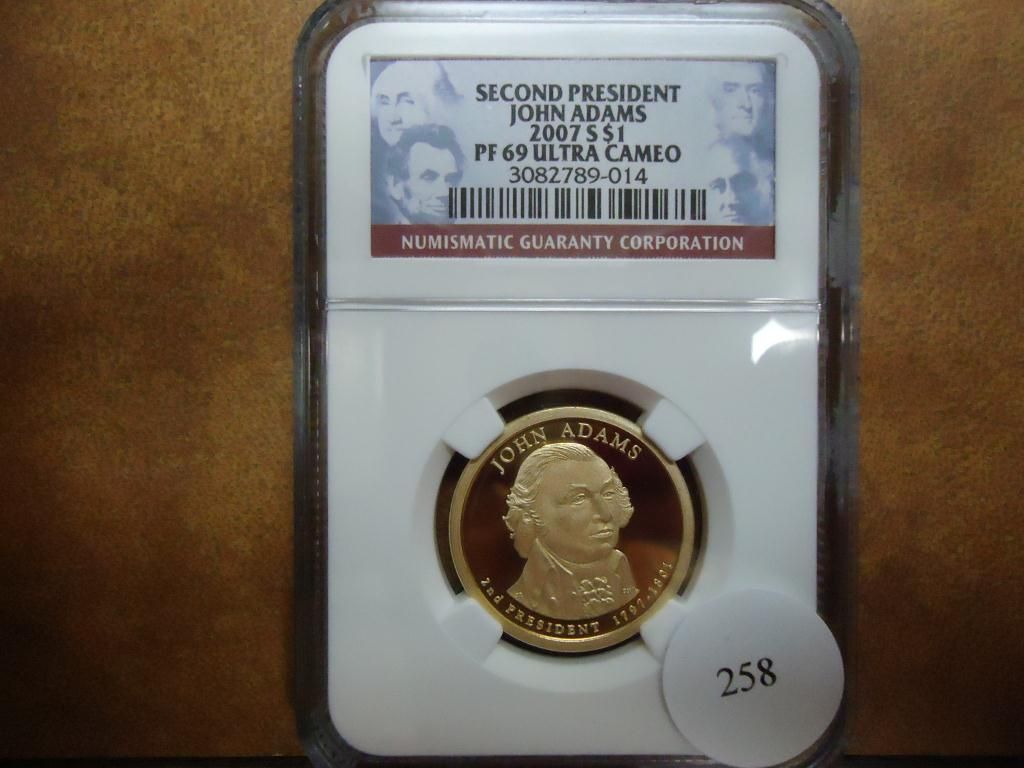 SECOND PRESIDENT
JOHN ADAMS
2007 S $1
PF 69 ULTRA CAMEO
3082789-014
NUMISMATIC GUARANTY CORPORATION
JOHN ADAMS
2nd PRESIDENT 1797-1801
258